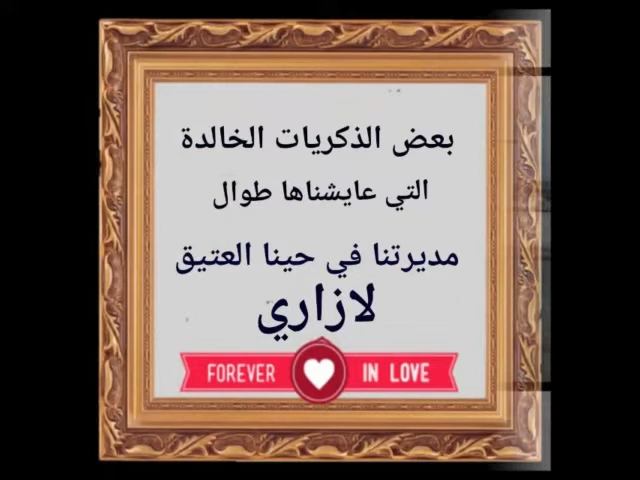 بعض الذكريات الخالدة
التي عايشناها طوال
مديرتنا في حينا العتيق
لازاري
FOREVER IN LOVE